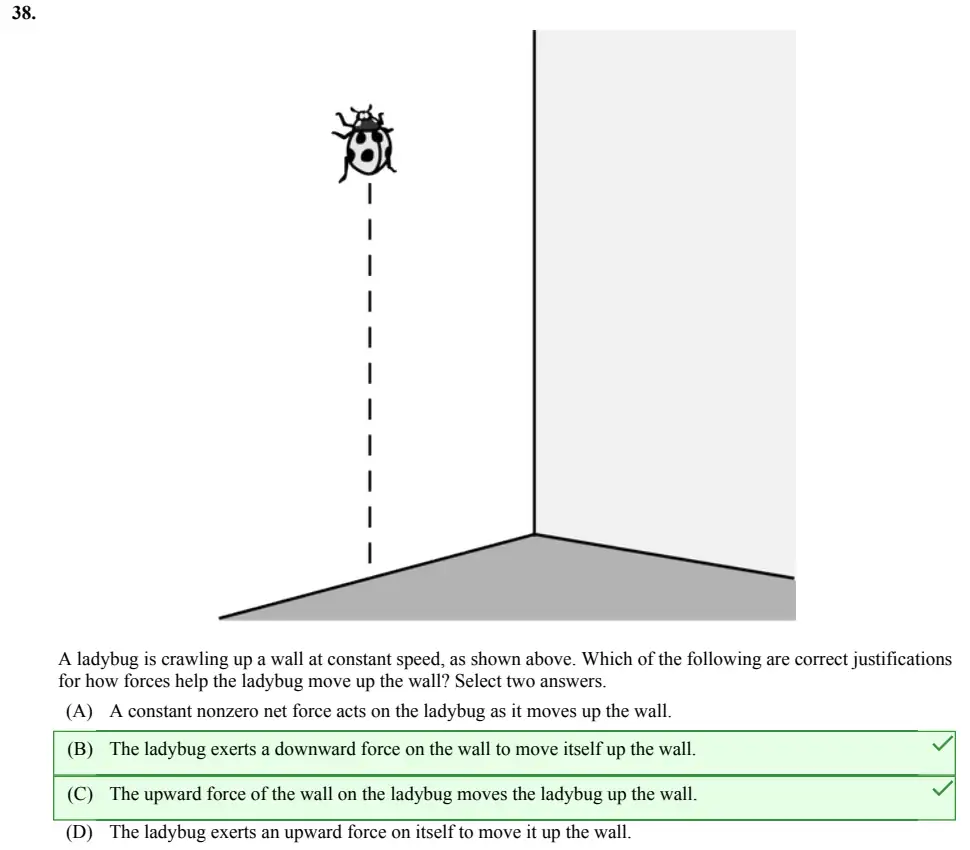 38.
A ladybug is crawling up a wall at constant speed, as shown above. Which of the following are correct justifications
for how forces help the ladybug move up the wall? Select two answers.
(A) A constant nonzero net force acts on the ladybug as it moves up the wall.
(B) The ladybug exerts a downward force on the wall to move itself up the wall.
(C) The upward force of the wall on the ladybug moves the ladybug up the wall.
(D) The ladybug exerts an upward force on itself to move it up the wall.